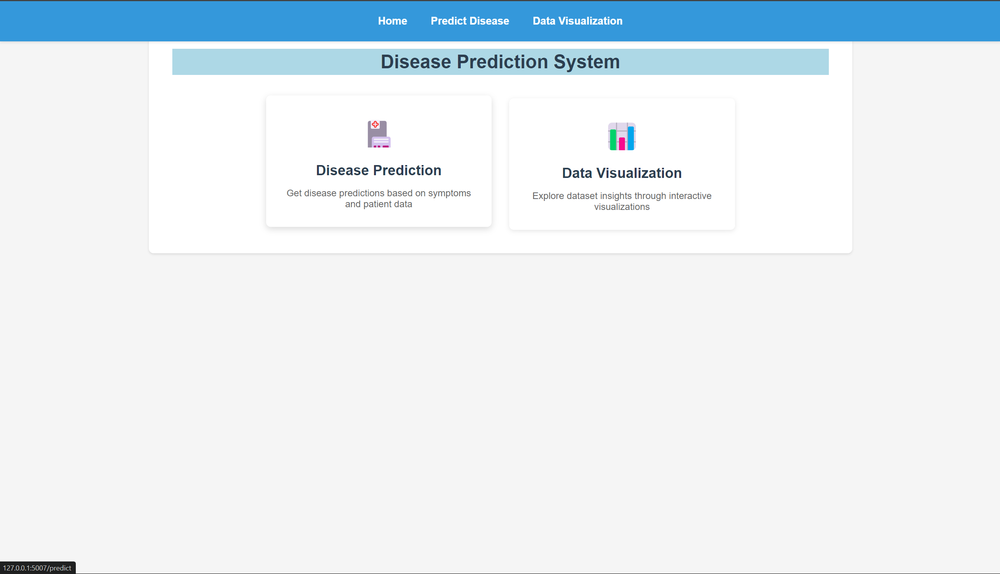 Home Predict Disease Data Visualization
Disease Prediction System
Disease Prediction
Get disease predictions based on symptoms
and patient data
Data Visualization
Explore dataset insights through interactive
visualizations
127.0.0.1:5007/predict